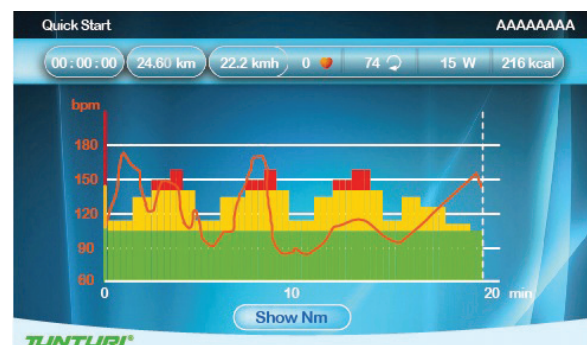 Quick Start AAAAAAAA
00:00:00 24.60 km 22.2 kmh 0 74 15 W 216 kcal
bpm
180
150
120
90
60
0 10 20 min
Show Nm
TUNTURI®